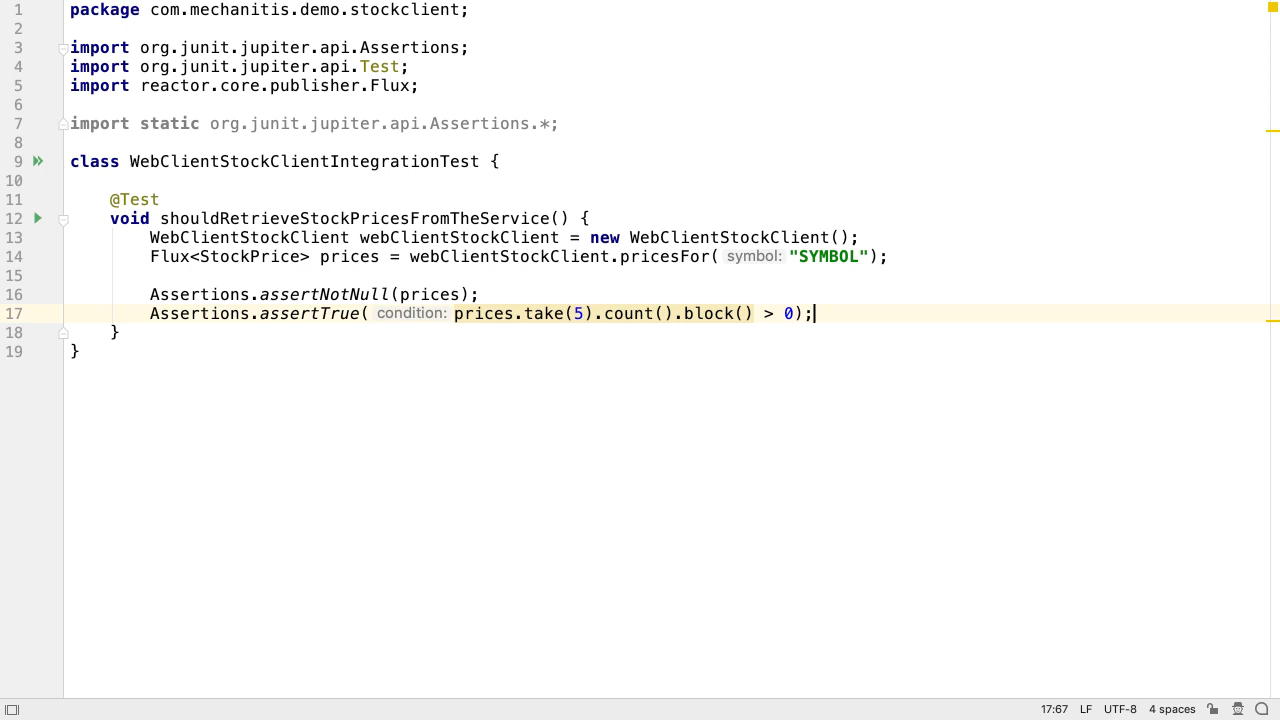 1 package com.mechanitis.demo.stockclient;
2
3 import org.junit.jupiter.api.Assertions;
4 import org.junit.jupiter.api.Test;
5 import reactor.core.publisher.Flux;
6
7 import static org.junit.jupiter.api.Assertions.*;
8
9 class WebClientStockClientIntegrationTest {
10
11     @Test
12     void shouldRetrieveStockPricesFromTheService() {
13         WebClientStockClient webClientStockClient = new WebClientStockClient();
14         Flux<StockPrice> prices = webClientStockClient.pricesFor( symbol: "SYMBOL");
15
16         Assertions.assertNotNull(prices);
17         Assertions.assertTrue( condition: prices.take(5).count().block() > 0);
18     }
19 }
17:67 LF UTF-8 4 spaces